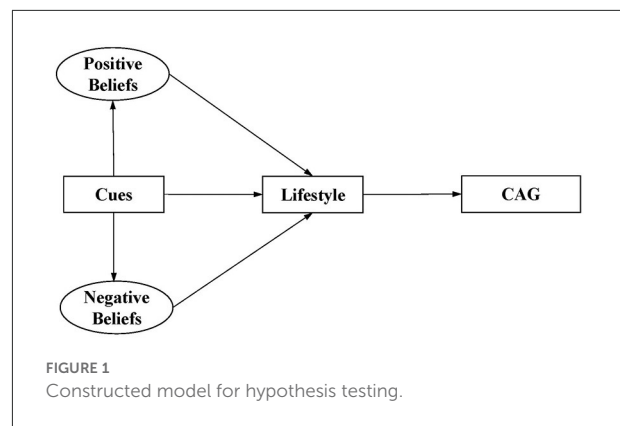 Positive
Beliefs
Cues
Lifestyle
CAG
Negative
Beliefs
FIGURE 1
Constructed model for hypothesis testing.